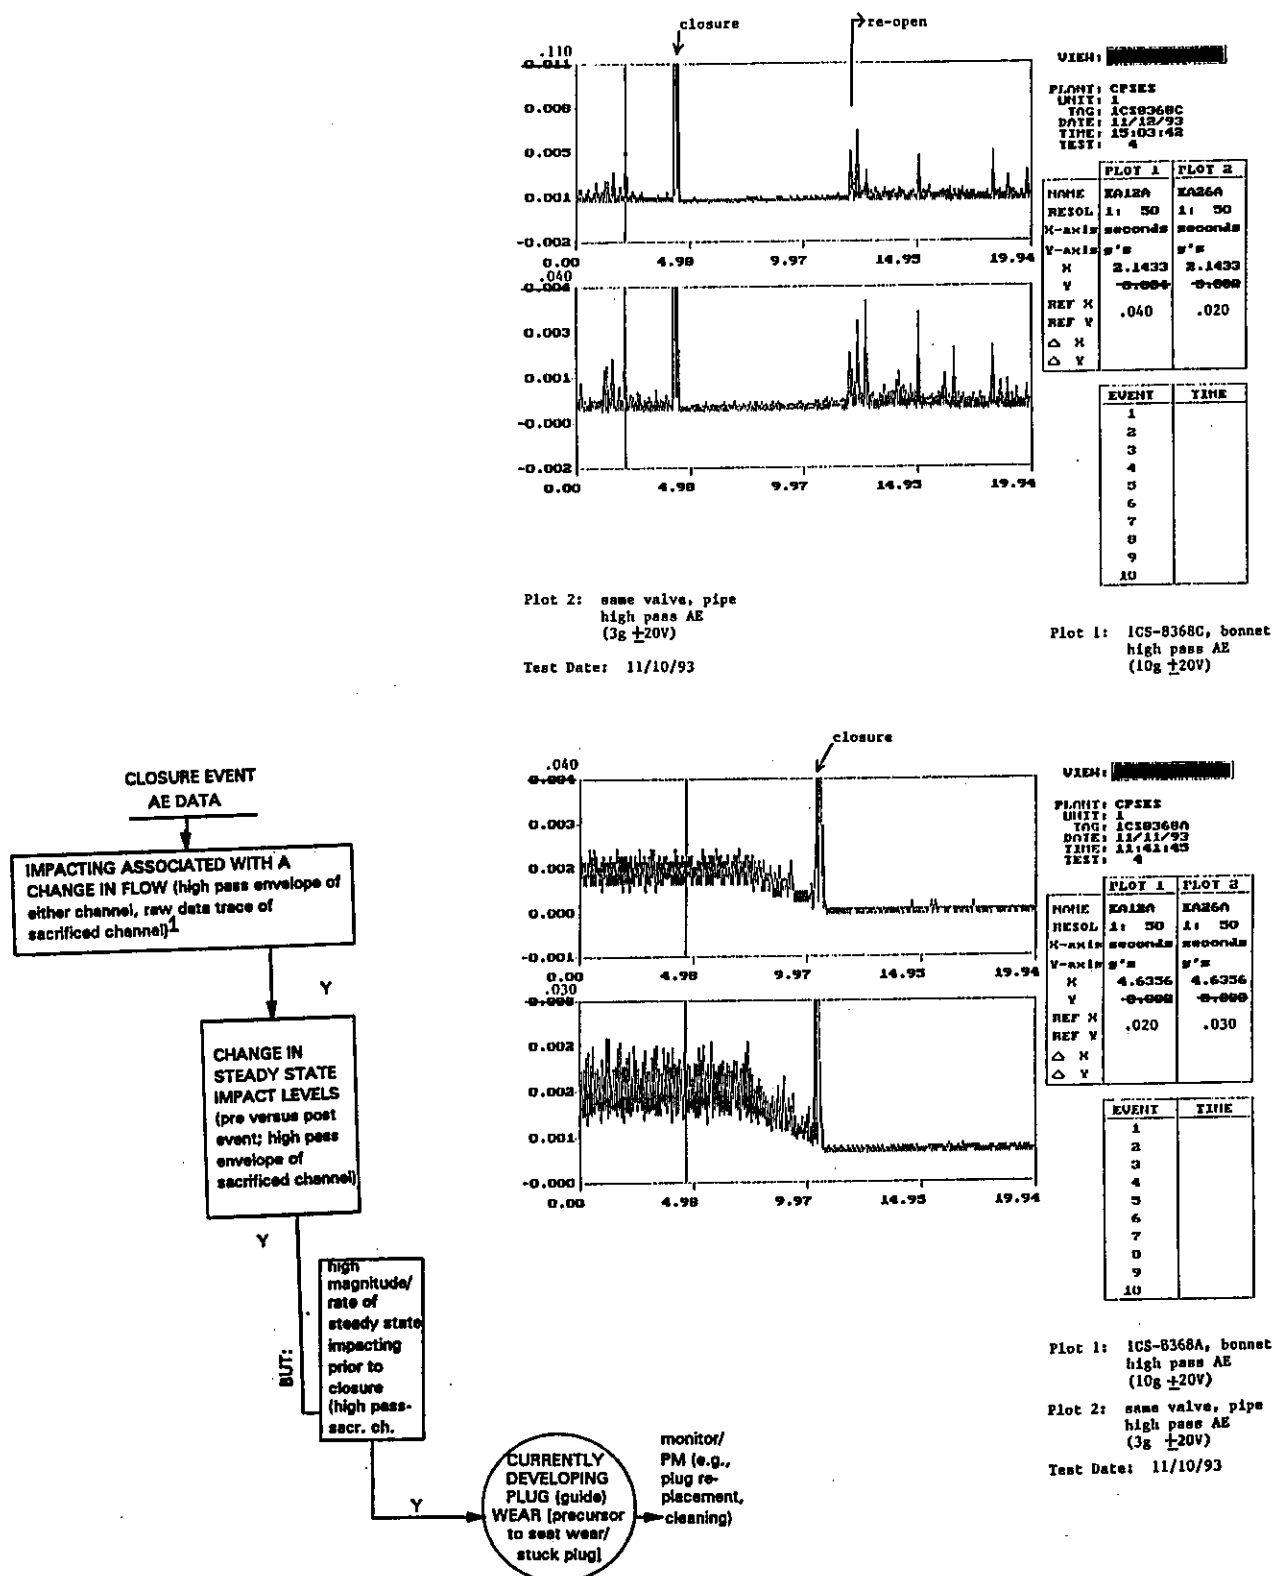 closure
re-open
.110
0.011
0.008
0.005
0.001
-0.002
0.00 4.98 9.97 14.95 19.94
.040
0.004
0.003
0.001
-0.000
-0.002
0.00 4.98 9.97 14.95 19.94
VIEW:
PLANT: CPSES
UNIT: 1
TAG: 1CS8368C
DATE: 11/12/93
TIME: 15:03:42
TEST: 4
PLOT 1 PLOT 2
NAME EA12A EA26A
RESOL 1: 50 1: 50
X-axis seconds seconds
Y-axis g's g's
X 2.1433 2.1433
Y
REF X
.040 .020
REF Y
△ X
△ Y
EVENT TIME
1
2
3
4
5
6
7
8
9
10
Plot 2: same valve, pipe
high pass AE
(3g ±20V)
Test Date: 11/10/93
Plot 1: 1CS-8368C, bonnet
high pass AE
(10g ±20V)
CLOSURE EVENT
AE DATA
IMPACTING ASSOCIATED WITH A
CHANGE IN FLOW (high pass envelope of
either channel, raw data trace of
sacrificed channel)1
Y
CHANGE IN
STEADY STATE
IMPACT LEVELS
(pre versus post
event; high pass
envelope of
sacrificed channel)
Y
BUT:
high
magnitude/
rate of
steady state
impacting
prior to
closure
(high pass-
sacr. ch.
Y
CURRENTLY
DEVELOPING
PLUG (guide)
WEAR [precursor
to seat wear/
stuck plug]
monitor/
PM (e.g.,
plug re-
placement,
cleaning)
closure
.040
0.004
0.003
0.002
0.000
-0.001
0.00 4.98 9.97 14.95 19.94
.030
0.002
0.002
0.001
-0.000
0.00 4.98 9.97 14.95 19.94
VIEW:
PLANT: CPSES
UNIT: 1
TAG: 1CS8368A
DATE: 11/11/93
TIME: 11:41:45
TEST: 4
PLOT 1 PLOT 2
NAME EA12A EA26A
RESOL 1: 50 1: 50
X-axis seconds seconds
Y-axis g's g's
X 4.6356 4.6356
Y
REF X
.020 .030
REF Y
△ X
△ Y
EVENT TIME
1
2
3
4
5
6
7
8
9
10
Plot 1: 1CS-8368A, bonnet
high pass AE
(10g ±20V)
Plot 2: same valve, pipe
high pass AE
(3g ±20V)
Test Date: 11/10/93